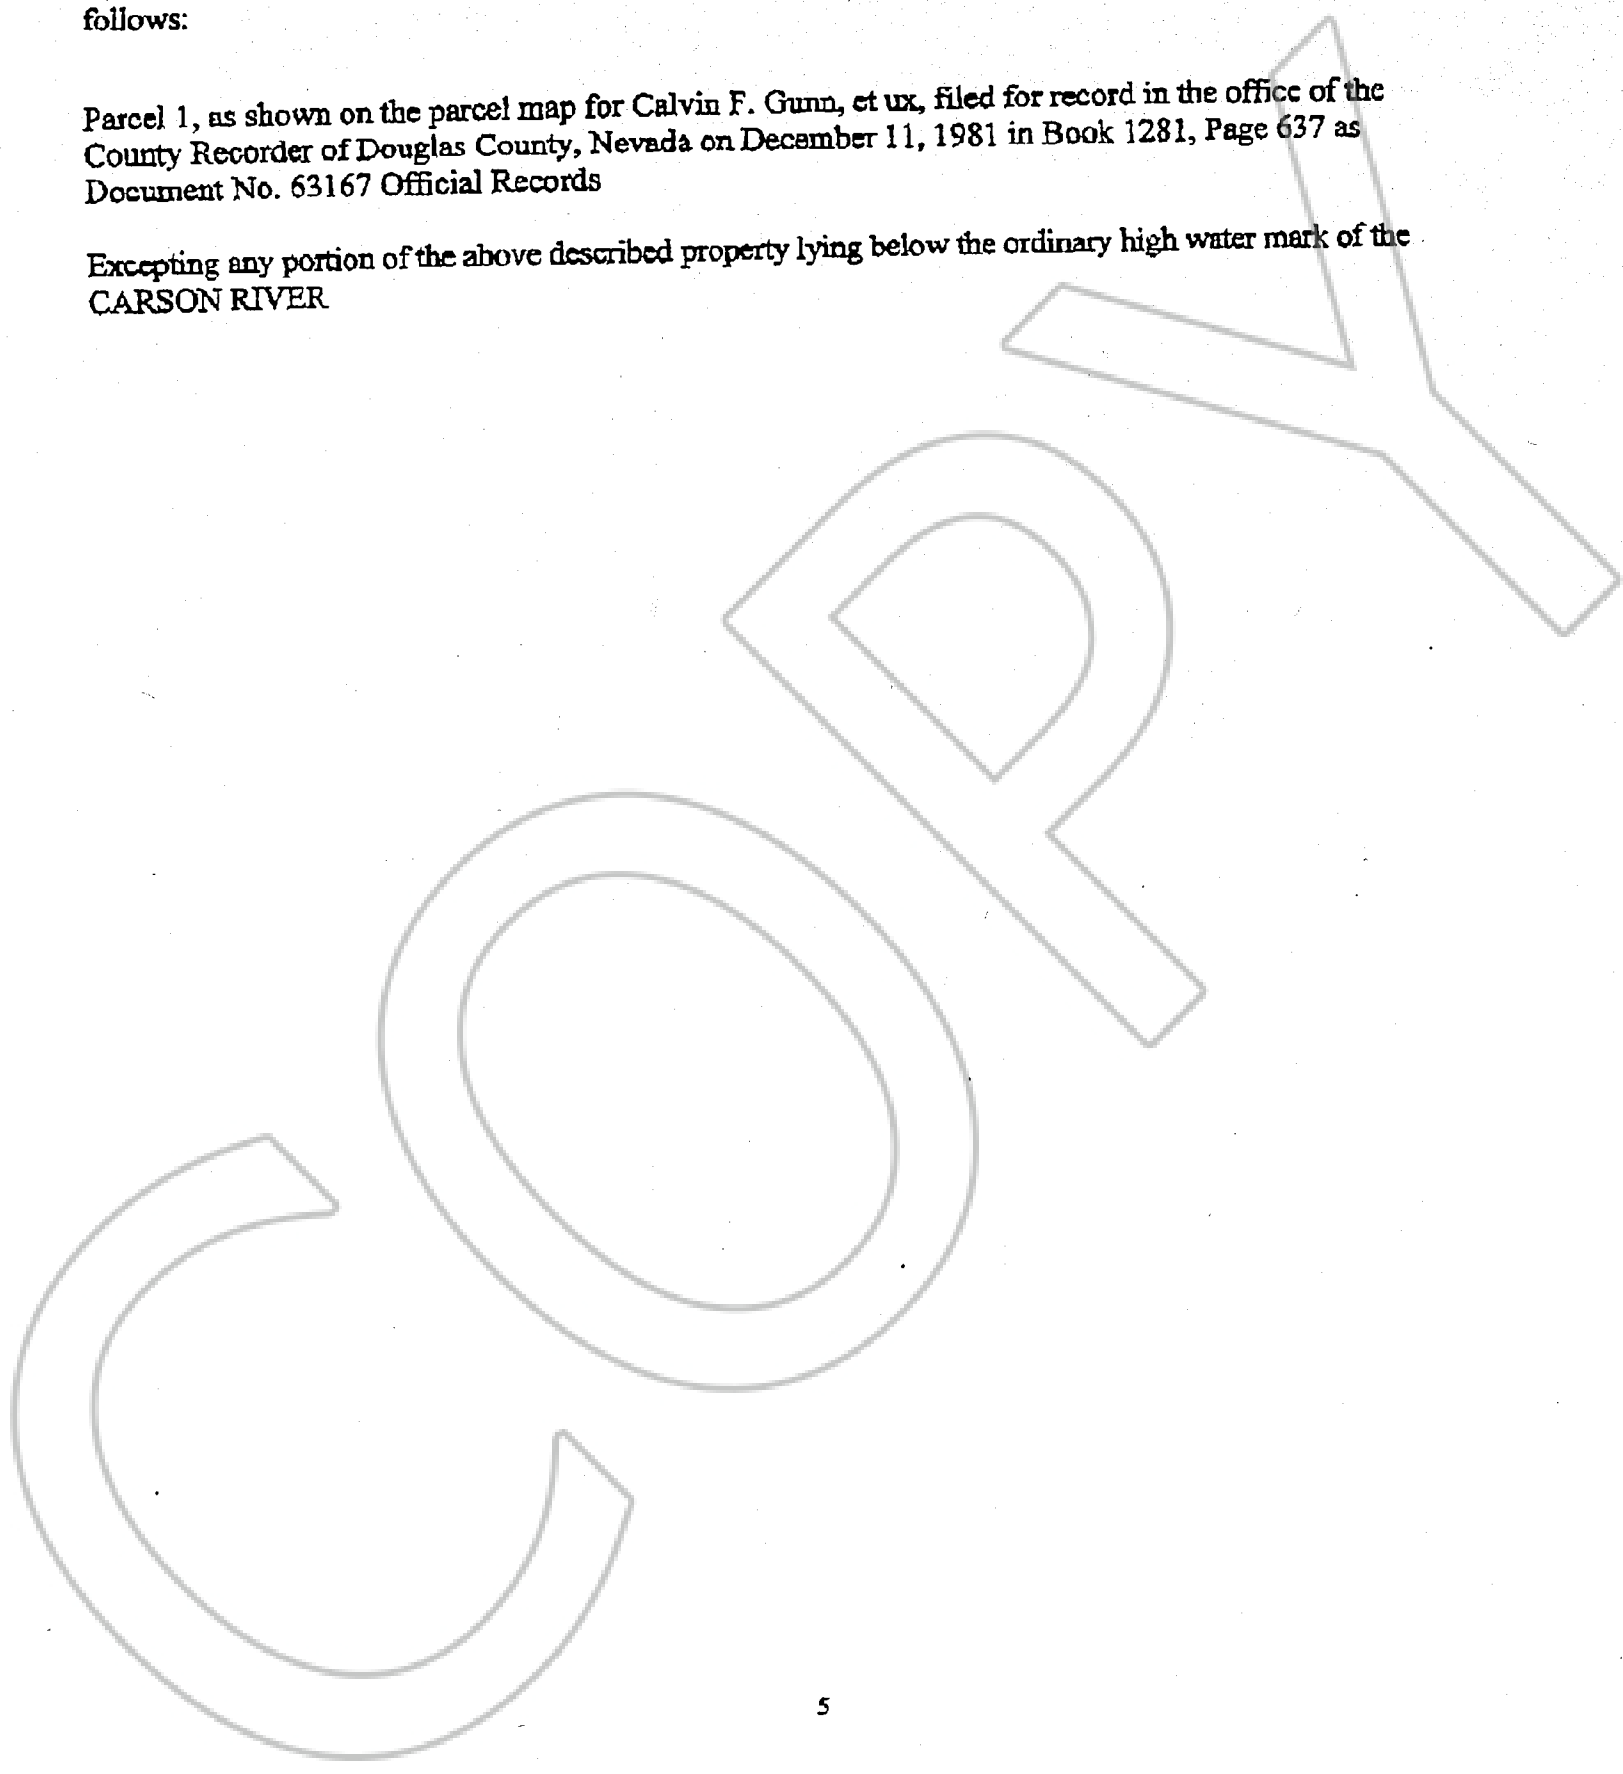 follows:
Parcel 1, as shown on the parcel map for Calvin F. Gunn, et ux, filed for record in the office of the
County Recorder of Douglas County, Nevada on December 11, 1981 in Book 1281, Page 637 as
Document No. 63167 Official Records
Excepting any portion of the above described property lying below the ordinary high water mark of the
CARSON RIVER
COPY
5